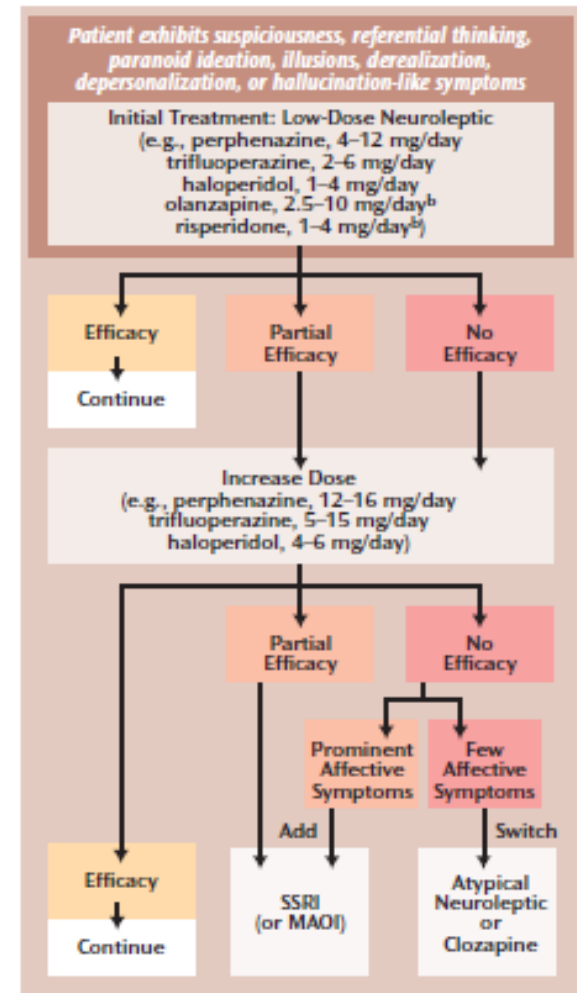 Patient exhibits suspiciousness, referential thinking,
paranoid ideation, illusions, derealization,
depersonalization, or hallucination-like symptoms
Initial Treatment: Low-Dose Neuroleptic
(e.g., perphenazine, 4–12 mg/day
trifluoperazine, 2–6 mg/day
haloperidol, 1–4 mg/day
olanzapine, 2.5–10 mg/dayᵇ
risperidone, 1–4 mg/dayᵇ)
Efficacy
Continue
Partial
Efficacy
No
Efficacy
Increase Dose
(e.g., perphenazine, 12–16 mg/day
trifluoperazine, 5–15 mg/day
haloperidol, 4–6 mg/day)
Partial
Efficacy
No
Efficacy
Prominent
Affective
Symptoms
Few
Affective
Symptoms
Add
Switch
Efficacy
Continue
SSRI
(or MAOI)
Atypical
Neuroleptic
or
Clozapine